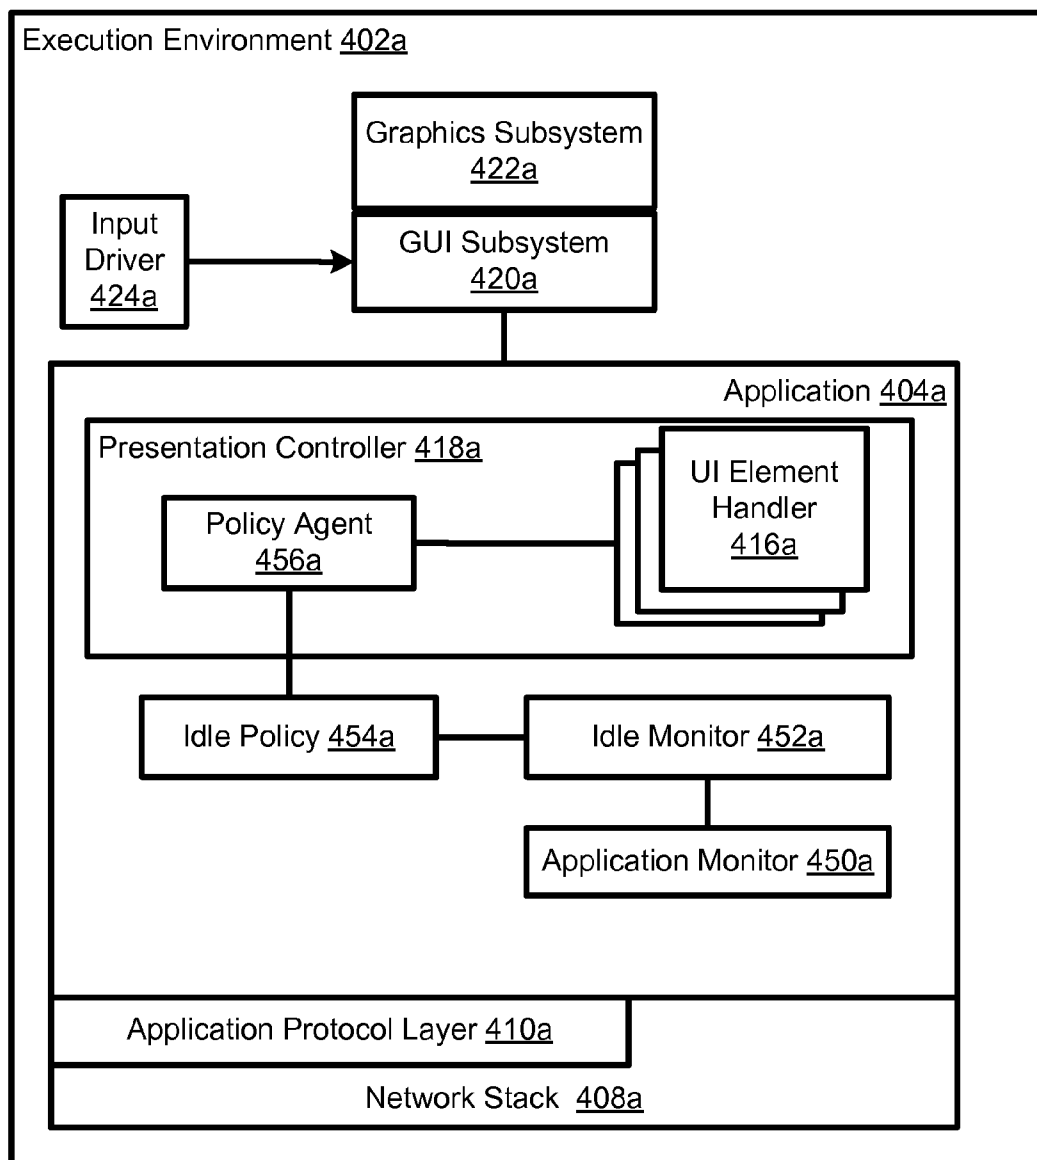 Execution Environment 402a
Graphics Subsystem
422a
Input
Driver
424a
GUI Subsystem
420a
Application 404a
Presentation Controller 418a
UI Element
Handler
416a
Policy Agent
456a
Idle Policy 454a
Idle Monitor 452a
Application Monitor 450a
Application Protocol Layer 410a
Network Stack 408a